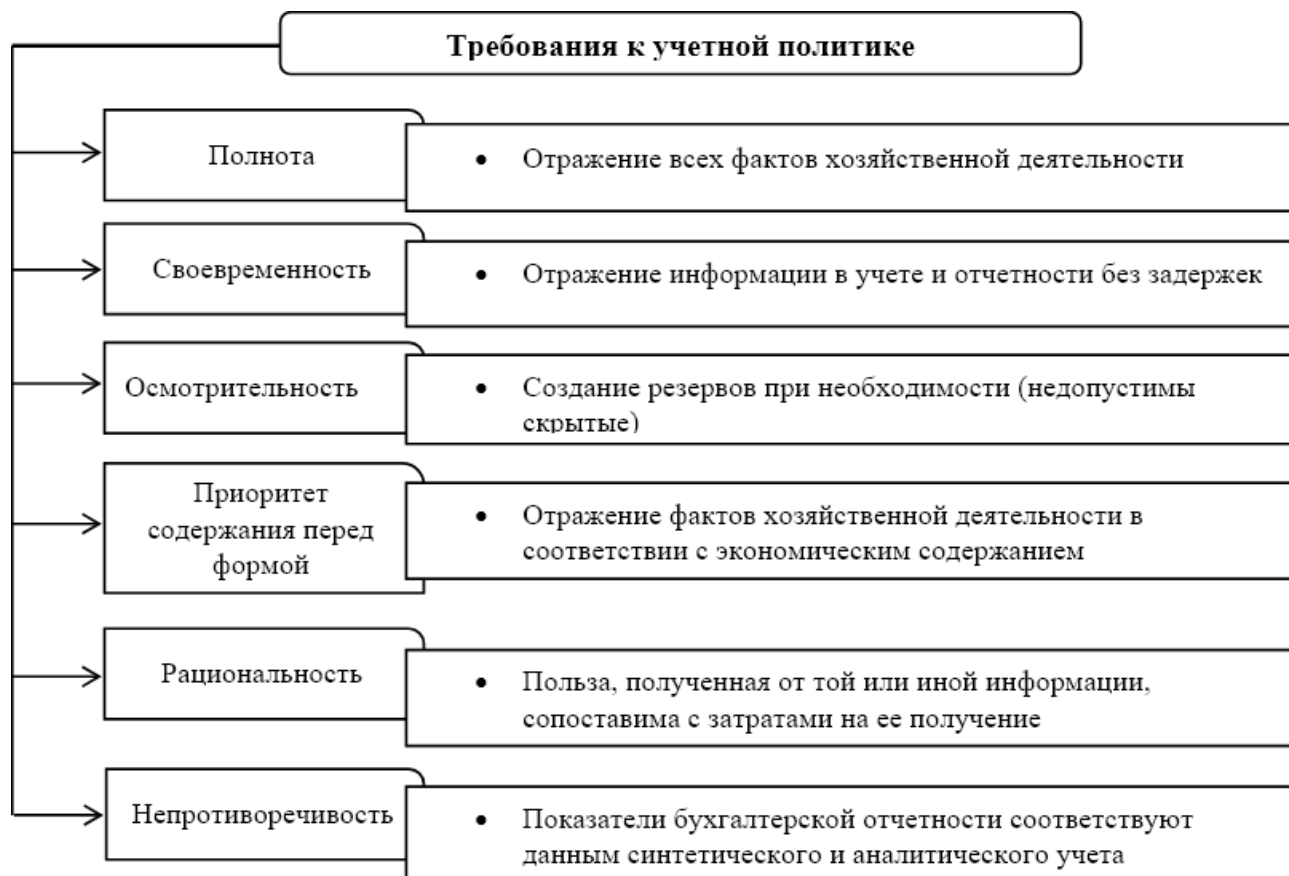 Требования к учетной политике
Полнота
• Отражение всех фактов хозяйственной деятельности
Своевременность
• Отражение информации в учете и отчетности без задержек
Осмотрительность
• Создание резервов при необходимости (недопустимы
скрытые)
Приоритет
содержания перед
формой
• Отражение фактов хозяйственной деятельности в
соответствии с экономическим содержанием
Рациональность
• Польза, полученная от той или иной информации,
сопоставима с затратами на ее получение
Непротиворечивость
• Показатели бухгалтерской отчетности соответствуют
данным синтетического и аналитического учета